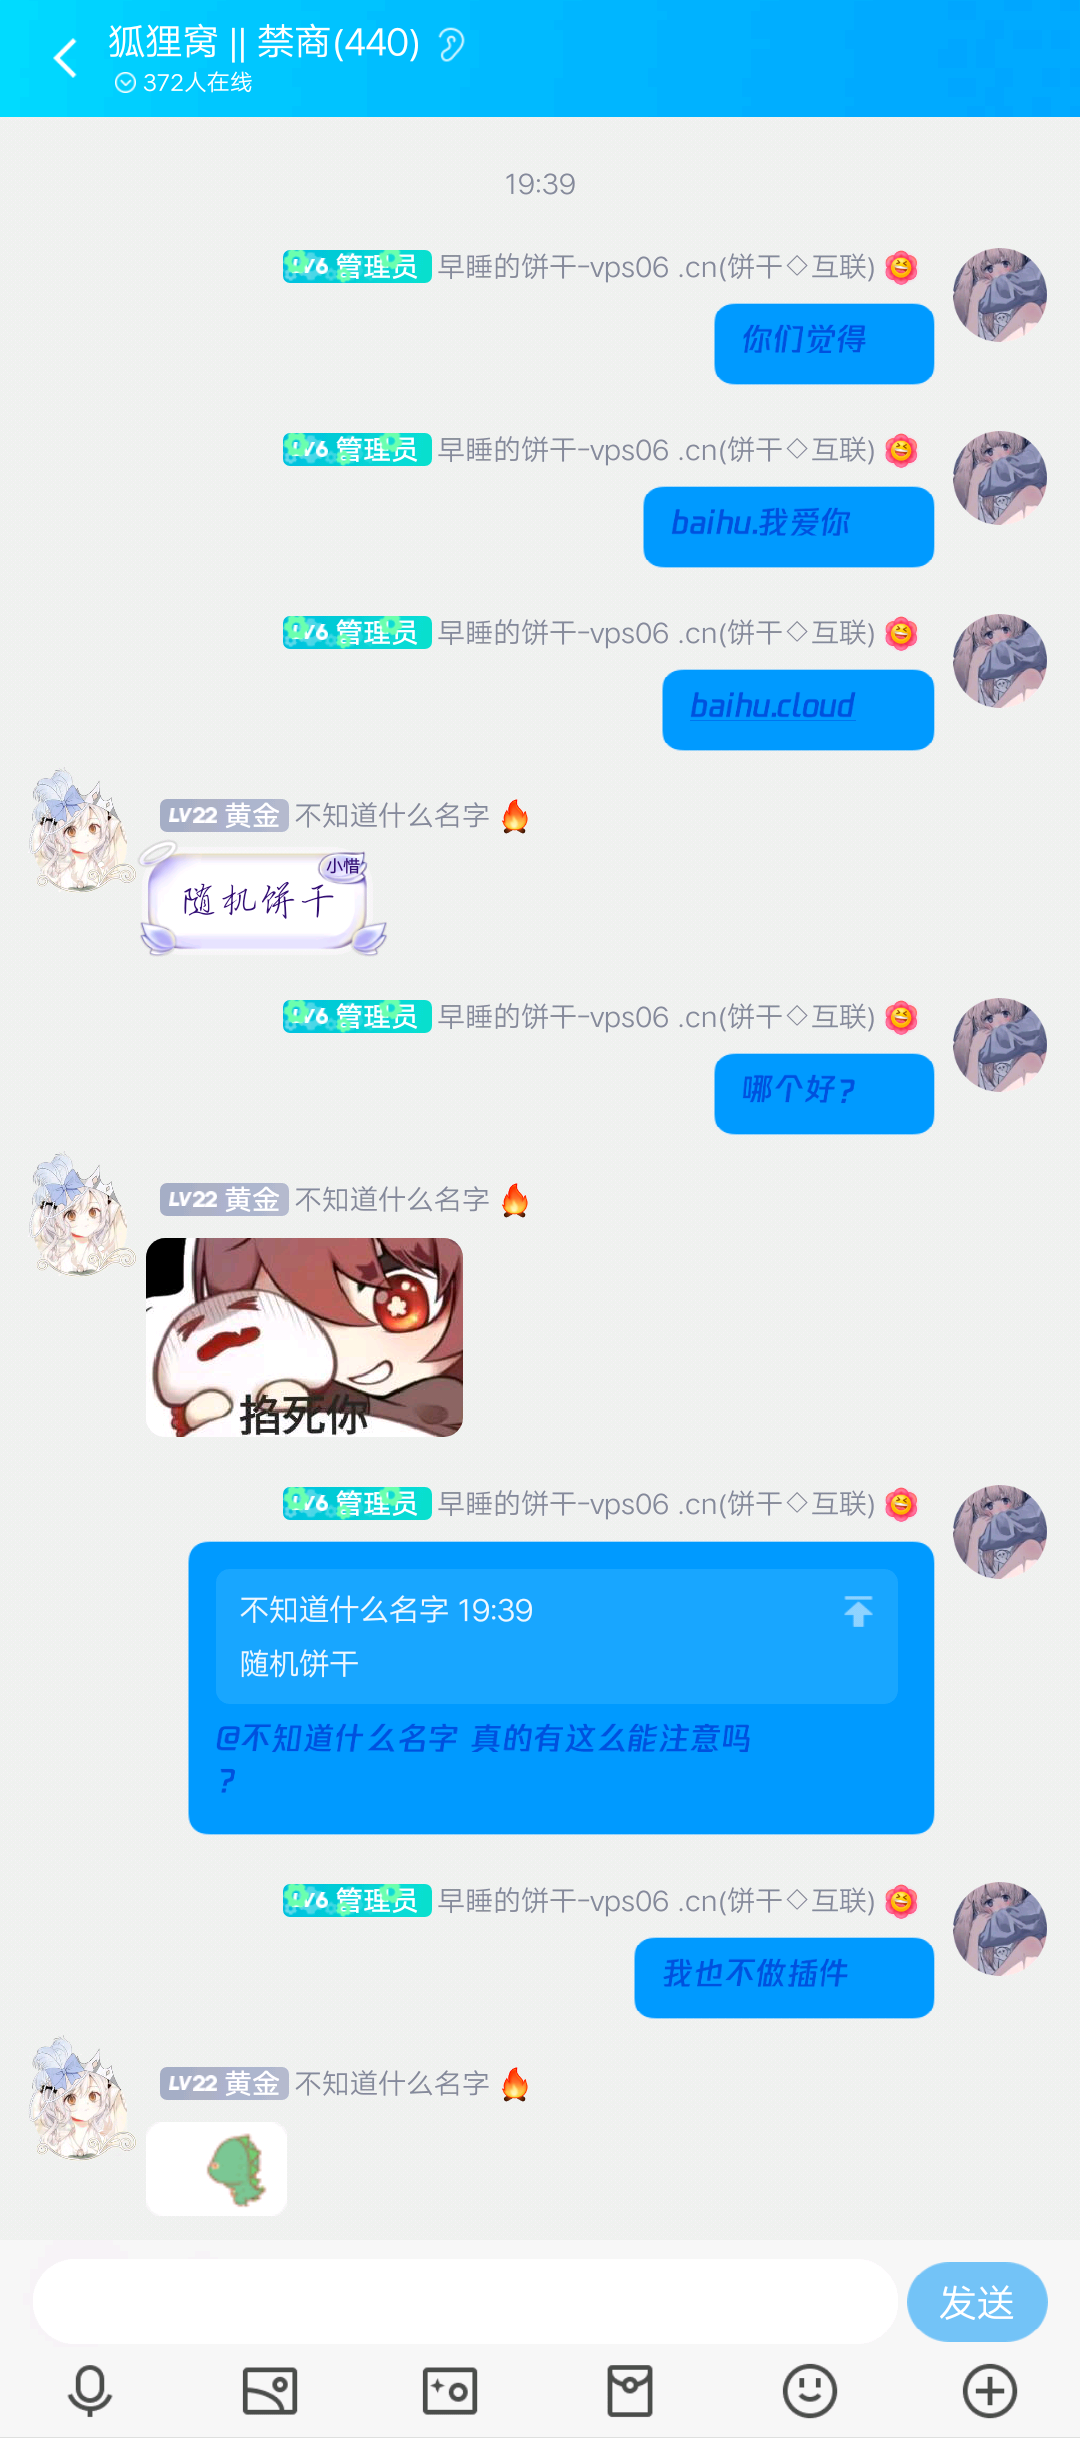 狐狸窝 || 禁商(440)
372人在线
19:39
LV6 管理员 早睡的饼干-vps06 .cn(饼干◇互联)
你们觉得
LV6 管理员 早睡的饼干-vps06 .cn(饼干◇互联)
baihu.我爱你
LV6 管理员 早睡的饼干-vps06 .cn(饼干◇互联)
baihu.cloud
LV22 黄金 不知道什么名字
小惜
随机饼干
LV6 管理员 早睡的饼干-vps06 .cn(饼干◇互联)
哪个好?
LV22 黄金 不知道什么名字
掐死你
LV6 管理员 早睡的饼干-vps06 .cn(饼干◇互联)
不知道什么名字 19:39
随机饼干
@不知道什么名字 真的有这么能注意吗
?
LV6 管理员 早睡的饼干-vps06 .cn(饼干◇互联)
我也不做插件
LV22 黄金 不知道什么名字
发送